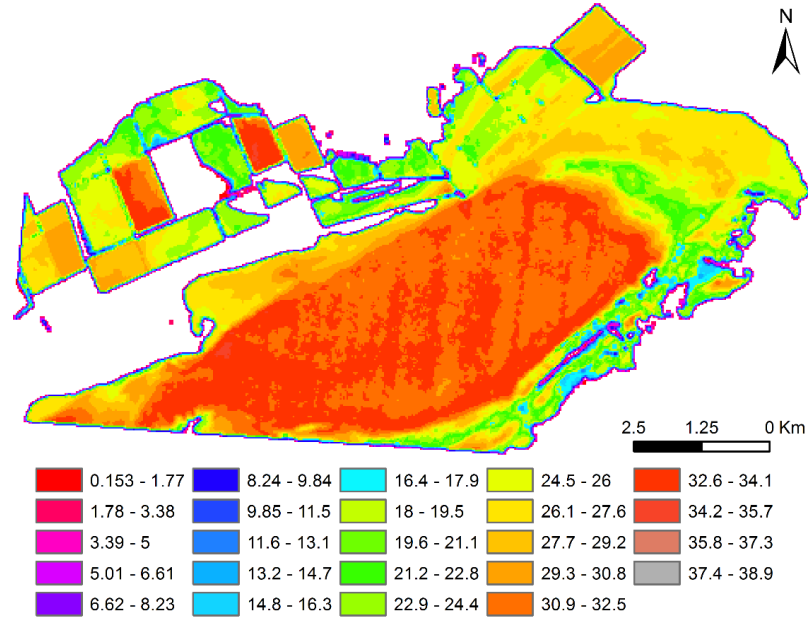 N
2.5 1.25 0 Km
0.153 - 1.77 8.24 - 9.84 16.4 - 17.9 24.5 - 26 32.6 - 34.1
1.78 - 3.38 9.85 - 11.5 18 - 19.5 26.1 - 27.6 34.2 - 35.7
3.39 - 5 11.6 - 13.1 19.6 - 21.1 27.7 - 29.2 35.8 - 37.3
5.01 - 6.61 13.2 - 14.7 21.2 - 22.8 29.3 - 30.8 37.4 - 38.9
6.62 - 8.23 14.8 - 16.3 22.9 - 24.4 30.9 - 32.5